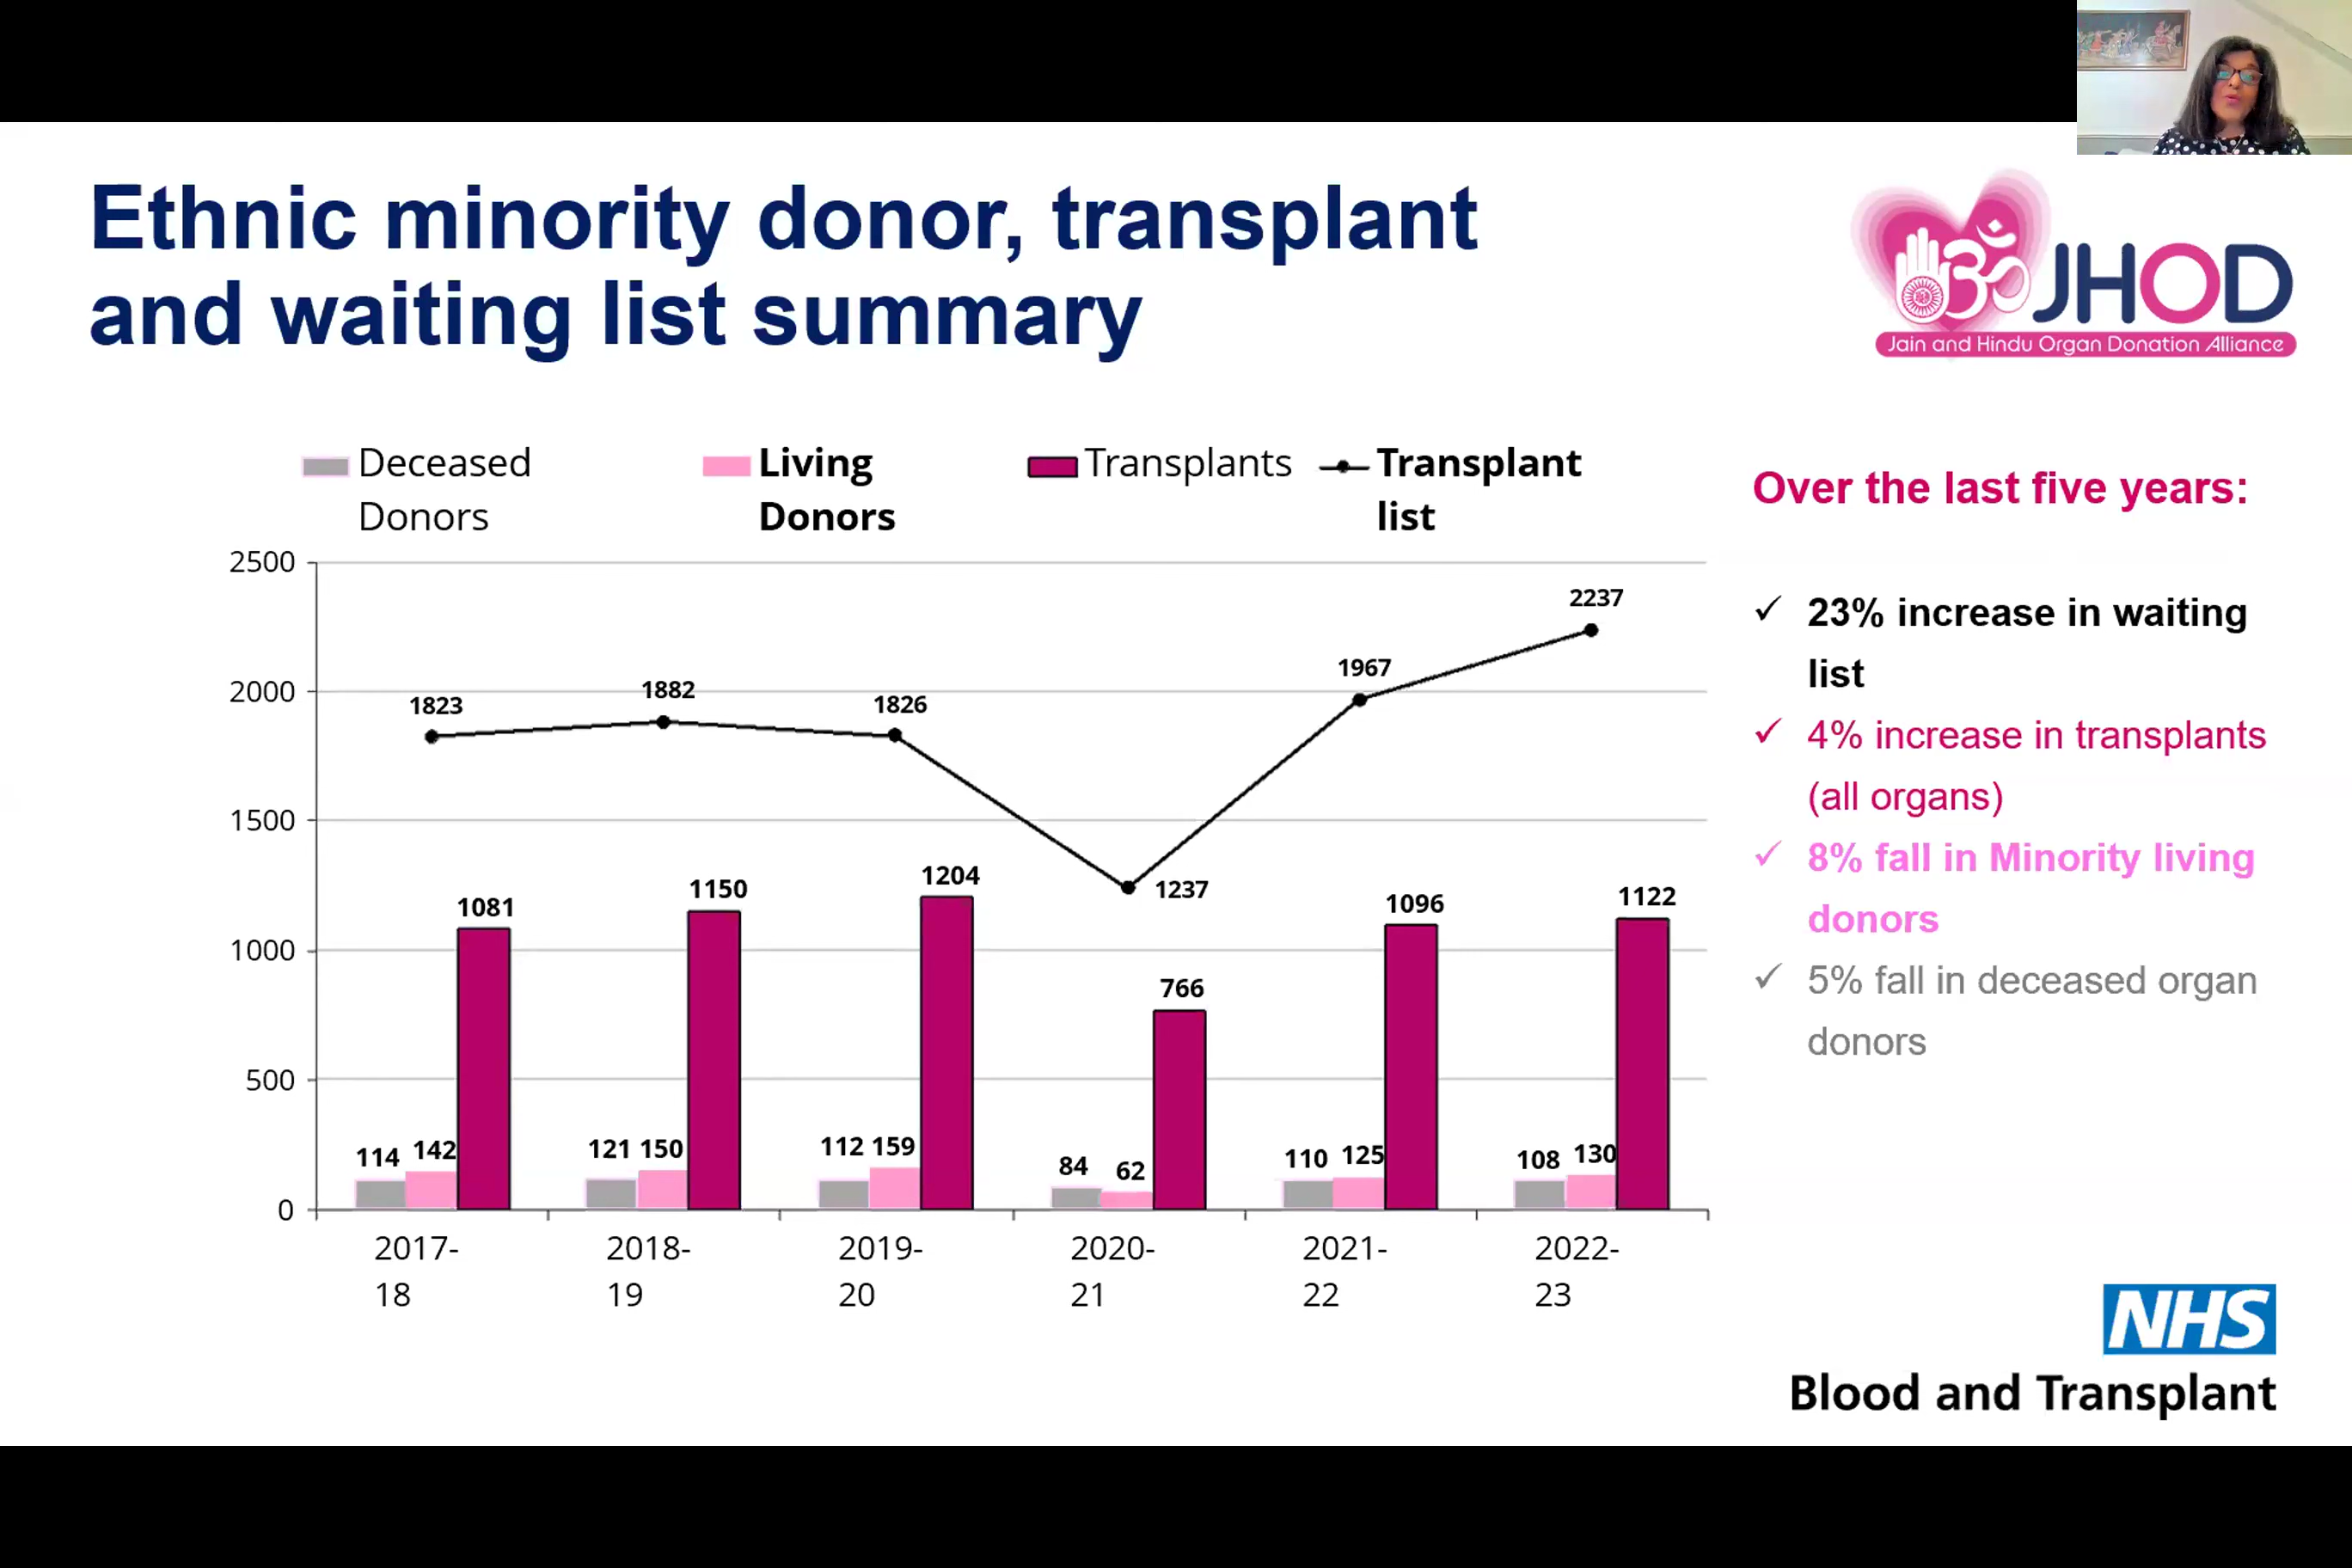 Ethnic minority donor, transplant
and waiting list summary
JHOD
Jain and Hindu Organ Donation Alliance
Deceased
Donors
Living
Donors
Transplants
Transplant
list
2500
2000
1500
1000
500
0
1823
1882
1826
1237
1967
2237
1081
1150
1204
766
1096
1122
114 142
121 150
112 159
84 62
110 125
108 130
2017-
18
2018-
19
2019-
20
2020-
21
2021-
22
2022-
23
Over the last five years:
✓ 23% increase in waiting
list
✓ 4% increase in transplants
(all organs)
✓ 8% fall in Minority living
donors
✓ 5% fall in deceased organ
donors
NHS
Blood and Transplant